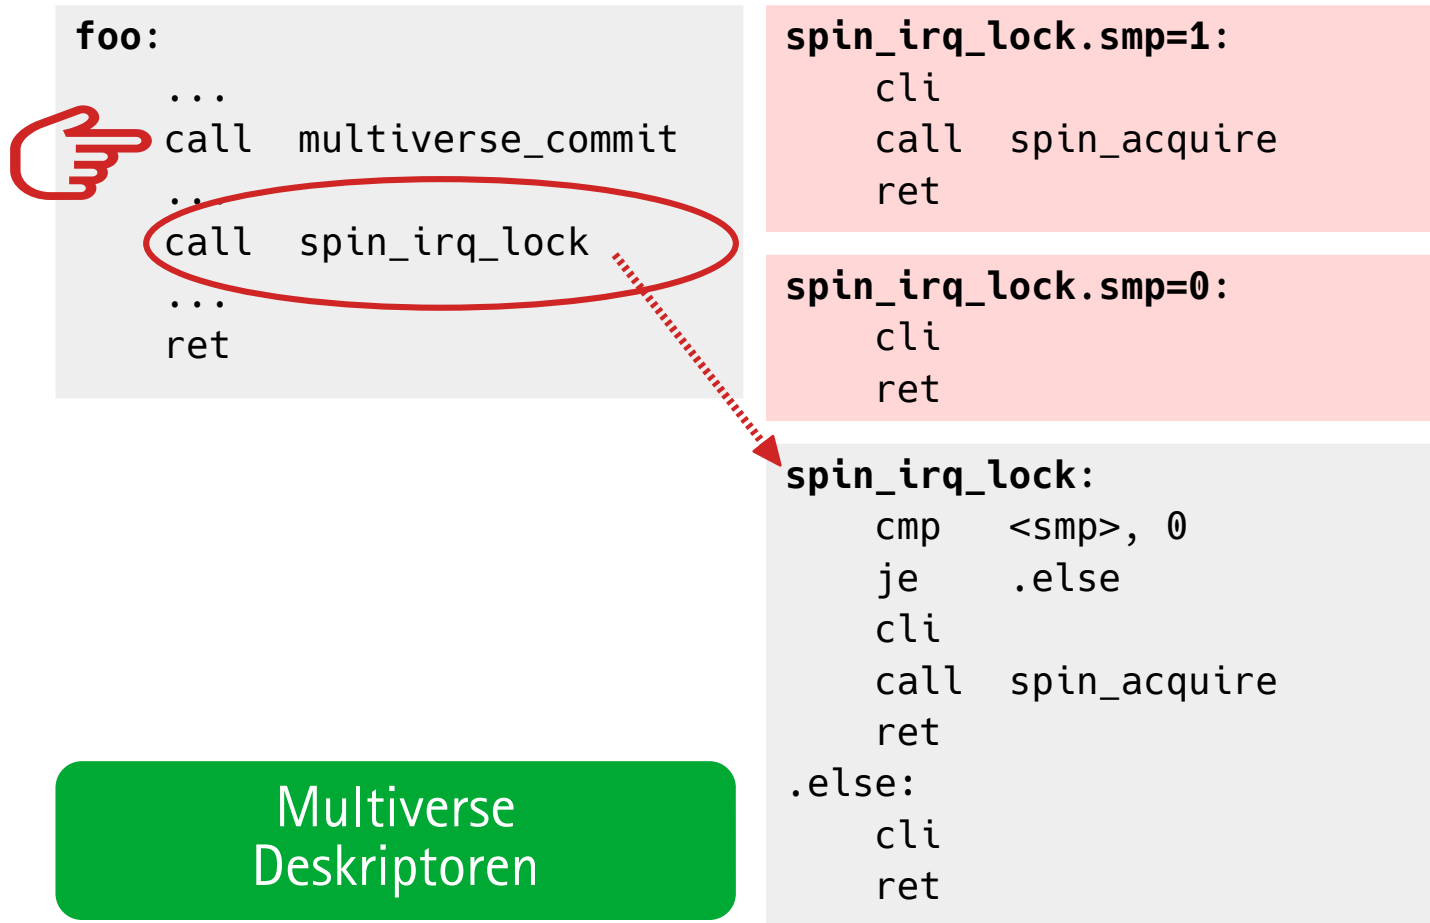 foo:
...
call multiverse_commit
...
call spin_irq_lock
...
ret
spin_irq_lock.smp=1:
cli
call spin_acquire
ret
spin_irq_lock.smp=0:
cli
ret
spin_irq_lock:
cmp <smp>, 0
je .else
cli
call spin_acquire
ret
.else:
cli
ret
Multiverse
Deskriptoren